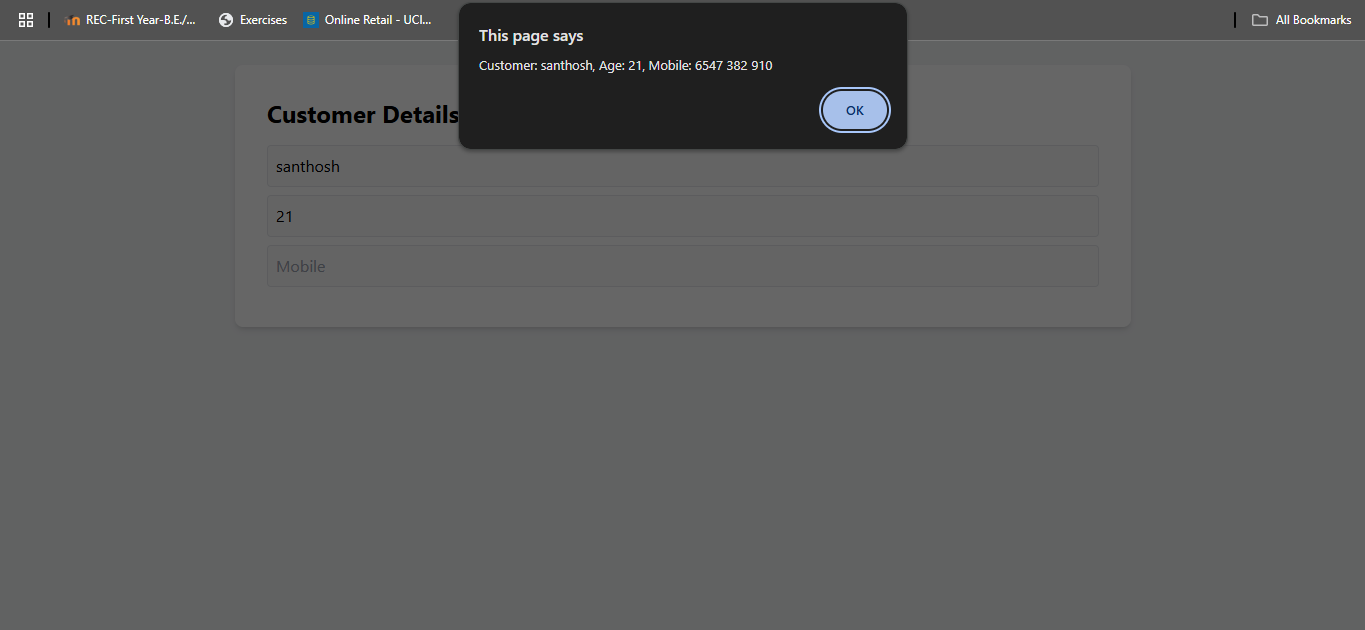 REC-First Year-B.E./... Exercises Online Retail - UCI... All Bookmarks
This page says
Customer: santhosh, Age: 21, Mobile: 6547 382 910
OK
Customer Details
santhosh
21
Mobile